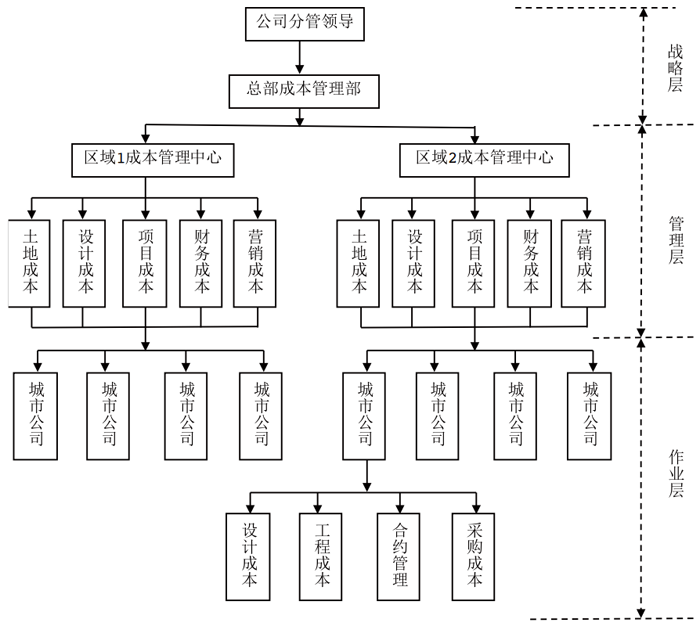 公司分管领导
战略层
总部成本管理部
区域1成本管理中心
区域2成本管理中心
管理层
土地成本
设计成本
项目成本
财务成本
营销成本
土地成本
设计成本
项目成本
财务成本
营销成本
城市公司
城市公司
城市公司
城市公司
城市公司
城市公司
城市公司
城市公司
作业层
设计成本
工程成本
合约管理
采购成本